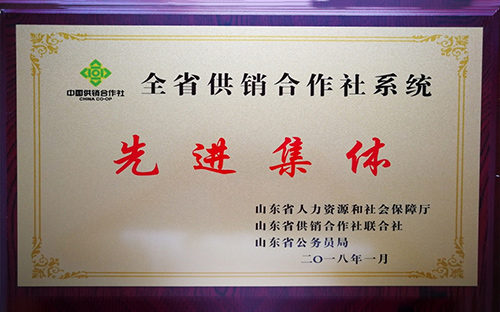 全省供销合作社系统
中国供销合作社
CHINA CO-OP
先进集体
山东省人力资源和社会保障厅
山东省供销合作社联合社
山东省公务员局
二〇一八年一月